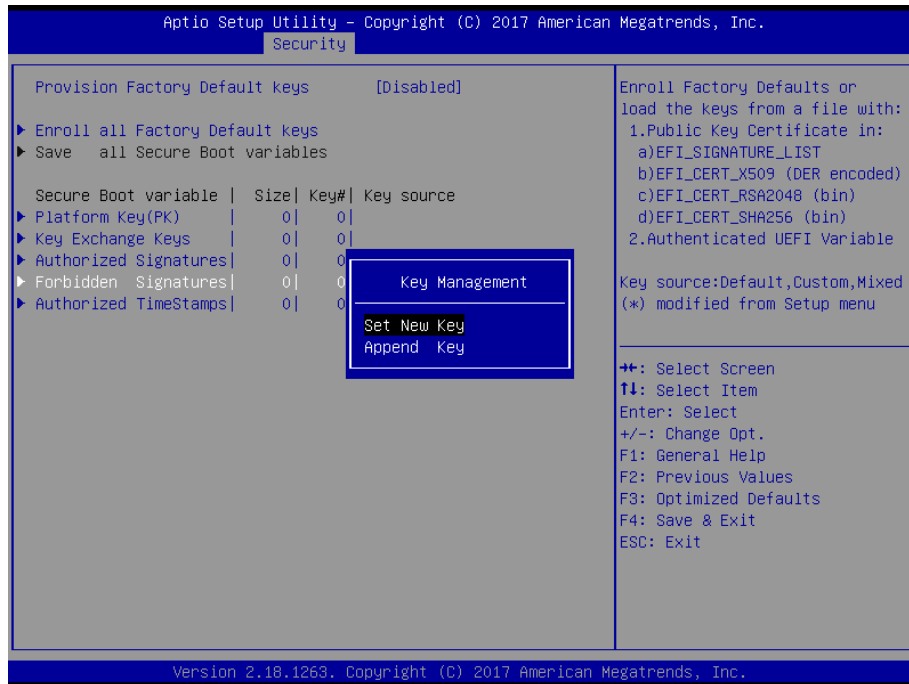 Aptio Setup Utility – Copyright (C) 2017 American Megatrends, Inc.
Security
Provision Factory Default keys [Disabled]
Enroll all Factory Default keys
Save all Secure Boot variables
Secure Boot variable | Size| Key#| Key source
Platform Key(PK) | 0| 0|
Key Exchange Keys | 0| 0|
Authorized Signatures| 0| 0
Forbidden Signatures| 0| 0
Authorized TimeStamps| 0| 0
Key Management
Set New Key
Append Key
Enroll Factory Defaults or
load the keys from a file with:
1.Public Key Certificate in:
a)EFI_SIGNATURE_LIST
b)EFI_CERT_X509 (DER encoded)
c)EFI_CERT_RSA2048 (bin)
d)EFI_CERT_SHA256 (bin)
2.Authenticated UEFI Variable
Key source:Default,Custom,Mixed
(*) modified from Setup menu
→←: Select Screen
↑↓: Select Item
Enter: Select
+/-: Change Opt.
F1: General Help
F2: Previous Values
F3: Optimized Defaults
F4: Save & Exit
ESC: Exit
Version 2.18.1263. Copyright (C) 2017 American Megatrends, Inc.